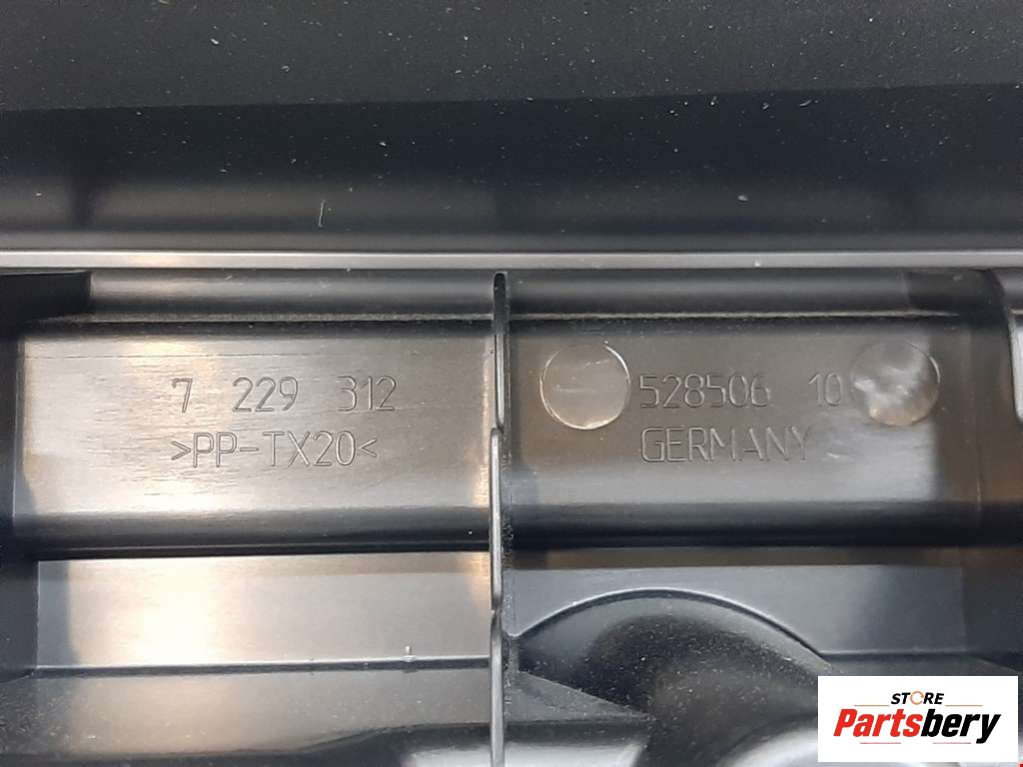 7 229 312
>PP-TX20<
528506 10
GERMANY
STORE
Partsbery